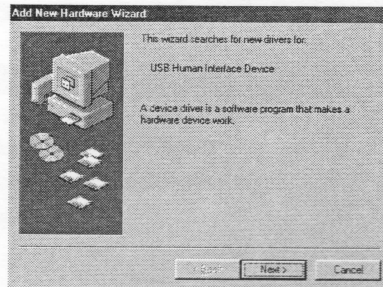 Add New Hardware Wizard
This wizard searches for new drivers for:
USB Human Interface Device
A device driver is a software program that makes a
hardware device work.
< Back
Next >
Cancel